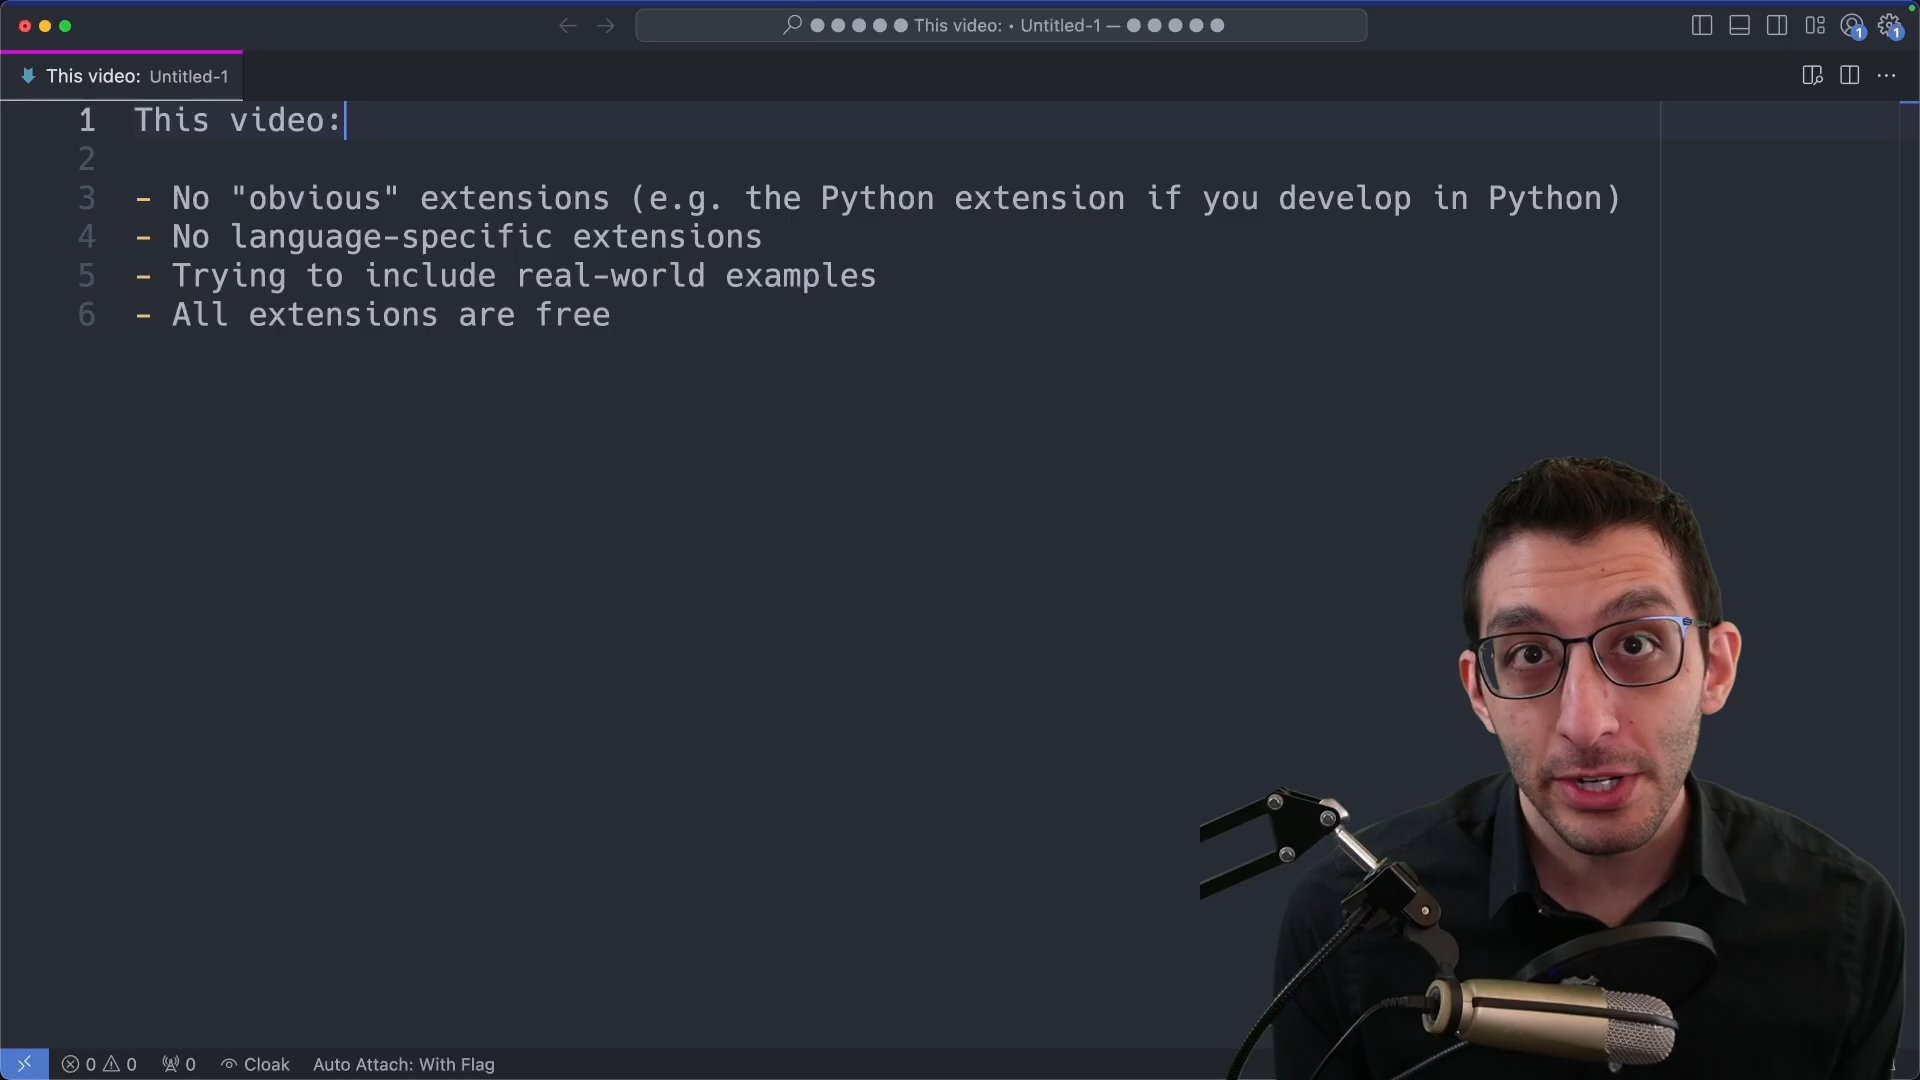 ●●●●● This video: • Untitled-1 — ●●●●●
1
1
This video: Untitled-1
1 This video:
2
3 - No "obvious" extensions (e.g. the Python extension if you develop in Python)
4 - No language-specific extensions
5 - Trying to include real-world examples
6 - All extensions are free
0 0 0 Cloak Auto Attach: With Flag